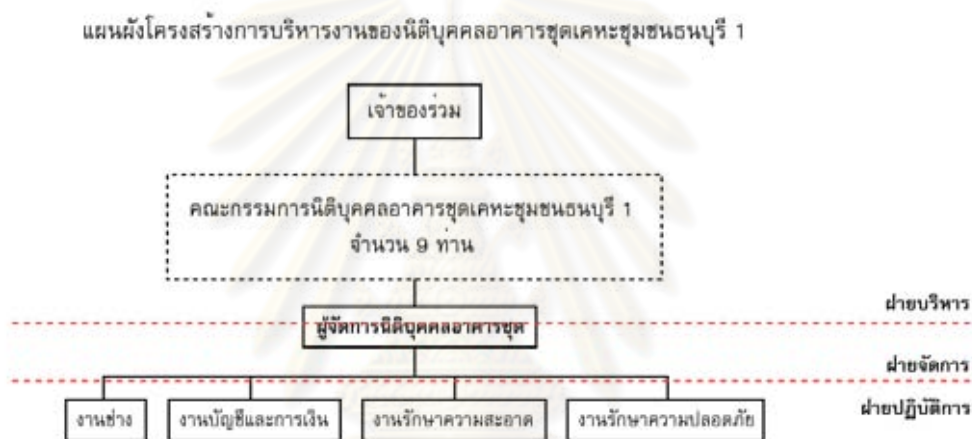 แผนผังโครงสร้างการบริหารงานของนิติบุคคลอาคารชุดเคหะชุมชนธนบุรี 1
เจ้าของร่วม
คณะกรรมการนิติบุคคลอาคารชุดเคหะชุมชนธนบุรี 1
จำนวน 9 ท่าน
ฝ่ายบริหาร
ผู้จัดการนิติบุคคลอาคารชุด
ฝ่ายจัดการ
งานช่าง งานบัญชีและการเงิน งานรักษาความสะอาด งานรักษาความปลอดภัย ฝ่ายปฏิบัติการ